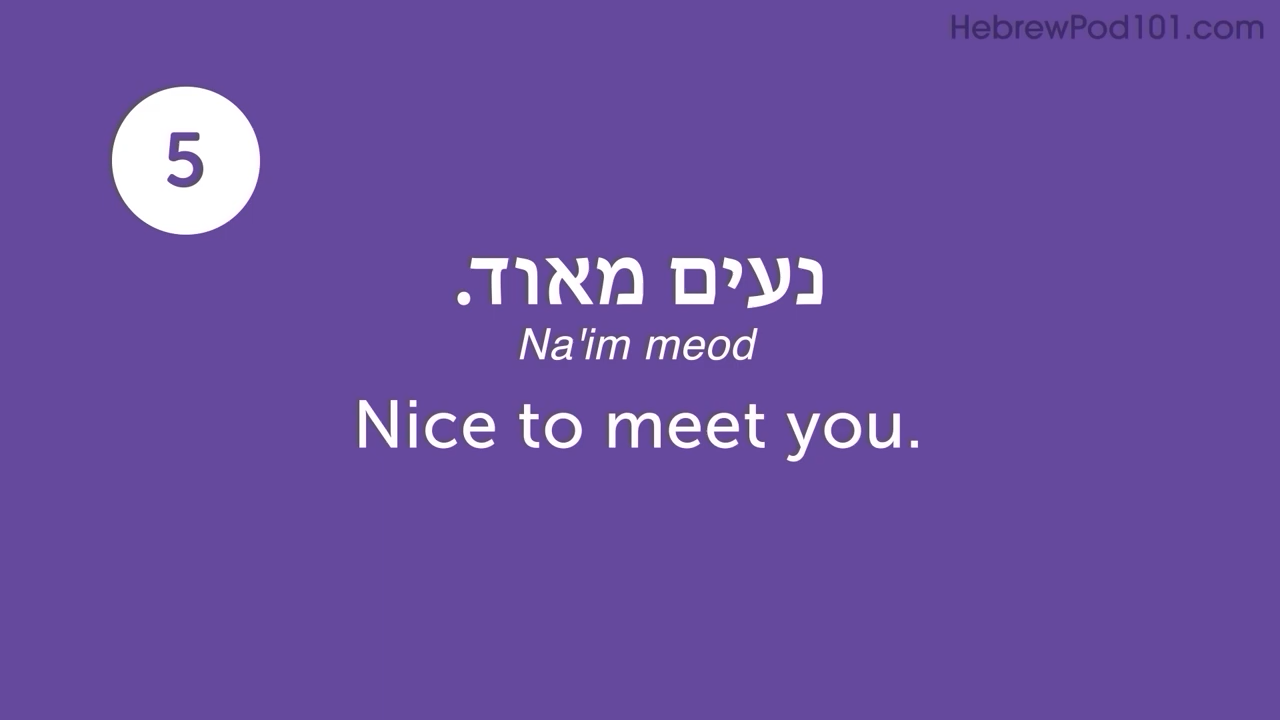 HebrewPod101.com
5
נעים מאוד.
Na'im meod
Nice to meet you.